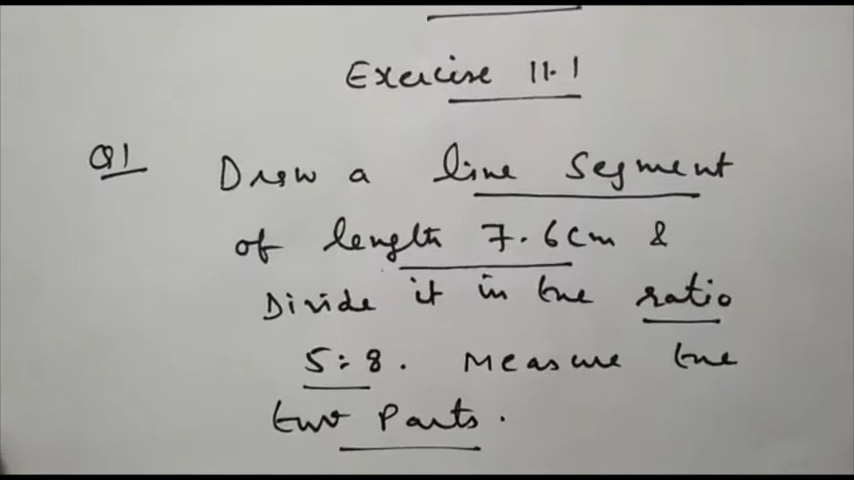 Exercise 11.1
Q1 Draw a line segment
of length 7.6cm &
Divide it in the ratio
5:8. Measure the
two Parts.